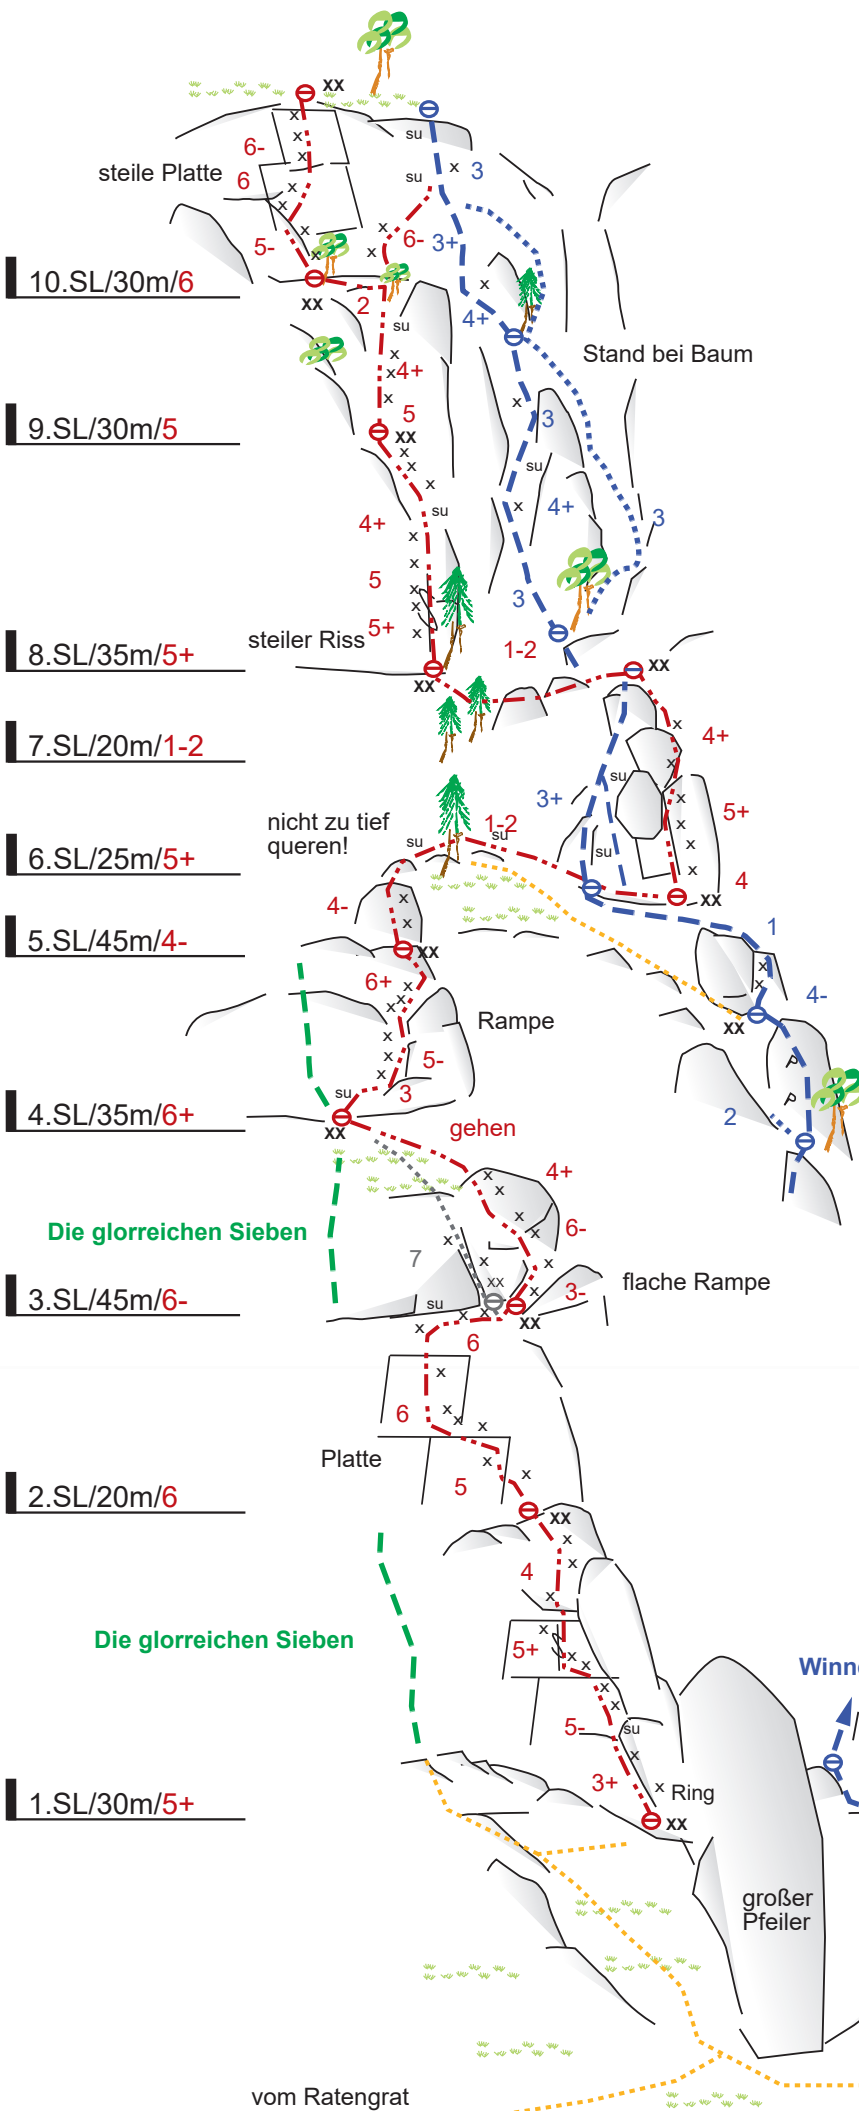 XX
su
6-
3
steile Platte
su
6
6-
3+
5-
10.SL/30m/6
XX
2
4+
su
Stand bei Baum
4+
9.SL/30m/5
5
XX
3
su
su
4+
4+
3
5
3
5+
steiler Riss
1-2
8.SL/35m/5+
XX
XX
4+
7.SL/20m/1-2
su
3+
5+
nicht zu tief
queren!
1-2
su
su
su
6.SL/25m/5+
4
XX
4-
1
5.SL/45m/4-
XX
6+
4-
Rampe
XX
5-
P
3
su
P
4.SL/35m/6+
2
XX
gehen
4+
6-
Die glorreichen Sieben
7
flache Rampe
3.SL/45m/6-
xx
3-
su
XX
6
6
Platte
5
2.SL/20m/6
XX
4
Die glorreichen Sieben
5+
Winne
5-
su
3+
Ring
1.SL/30m/5+
XX
großer
Pfeiler
vom Ratengrat